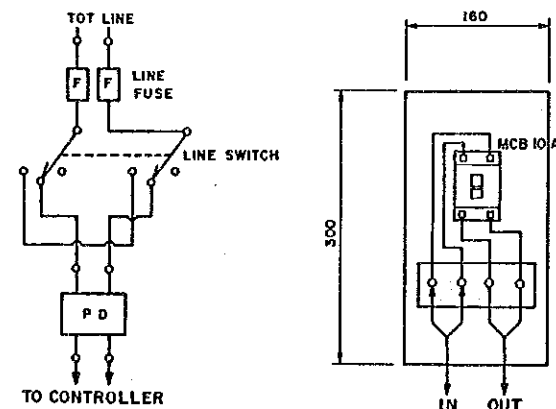 TOT LINE
F
F
LINE
FUSE
LINE SWITCH
P D
TO CONTROLLER
160
300
MCB 10 A
IN
OUT